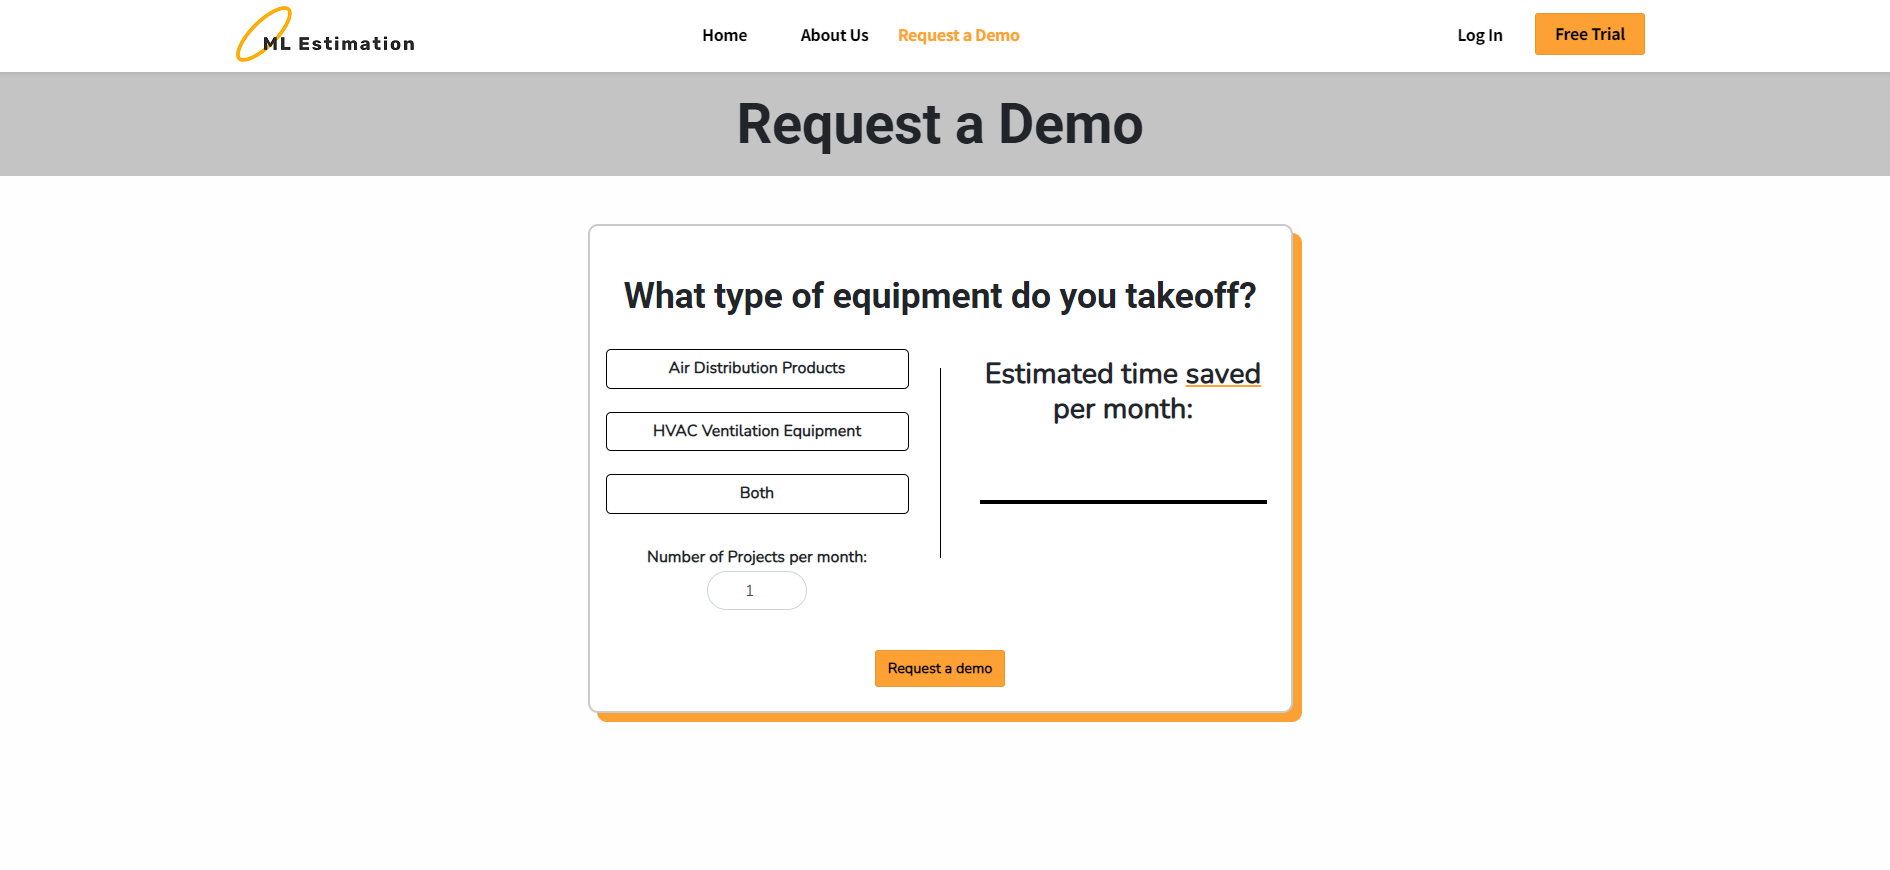 ML Estimation
Home
About Us
Request a Demo
Log In
Free Trial
Request a Demo
What type of equipment do you takeoff?
Air Distribution Products
HVAC Ventilation Equipment
Both
Number of Projects per month:
1
Estimated time saved
per month:
Request a demo